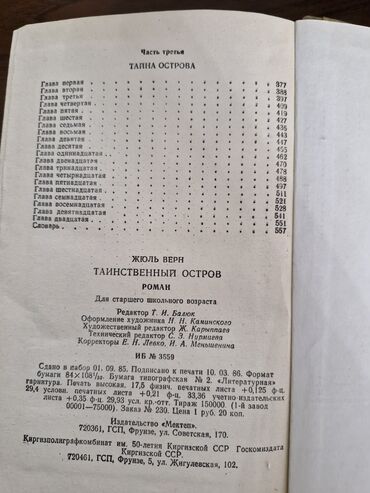 Часть третья
ТАЙНА ОСТРОВА
Глава первая 377
Глава вторая 388
Глава третья 397
Глава четвертая 409
Глава пятая 419
Глава шестая 427
Глава седьмая 436
Глава восьмая 443
Глава девятая 447
Глава десятая 455
Глава одиннадцатая 462
Глава двенадцатая 470
Глава тринадцатая 478
Глава четырнадцатая 488
Глава пятнадцатая 497
Глава шестнадцатая 511
Глава семнадцатая 521
Глава восемнадцатая 528
Глава девятнадцатая 541
Глава двадцатая 551
Словарь 557
ЖЮЛЬ ВЕРН
ТАИНСТВЕННЫЙ ОСТРОВ
РОМАН
Для старшего школьного возраста
Редактор Т. И. Балюк
Оформление художника Н. Н. Каминского
Художественный редактор Ж. Карыппаев
Технический редактор С. З. Нирмиева
Корректоры Е. Н. Левко, И. А. Меньшенина
ИБ № 3559
Сдано в набор 01. 09. 85. Подписано к печати 10. 03. 86. Формат
бумаги 84×108¹/₃₂. Бумага типографская № 2. «Литературная»
гарнитура. Печать высокая. 17,5 физич. печатных листов +0,125 ф-ц.
29,4 условн. печатных листа +0,21 ф-ц. 33,36 учетно издательских
листа +0,35 ф-ц. 29,93 усл. кр.-отт. Тираж 150000 (1-й завод
00001—75000). Заказ № 230. Цена 1 руб. 20 коп.
Издательство «Мектеп»
720361, ГСП, Фрунзе, ул. Советская, 170.
Киргизполиграфкомбинат им. 50-летия Киргизской ССР Госкомиздата
Киргизской ССР.
720461, ГСП, Фрунзе, 5, ул. Жигулевская, 102.